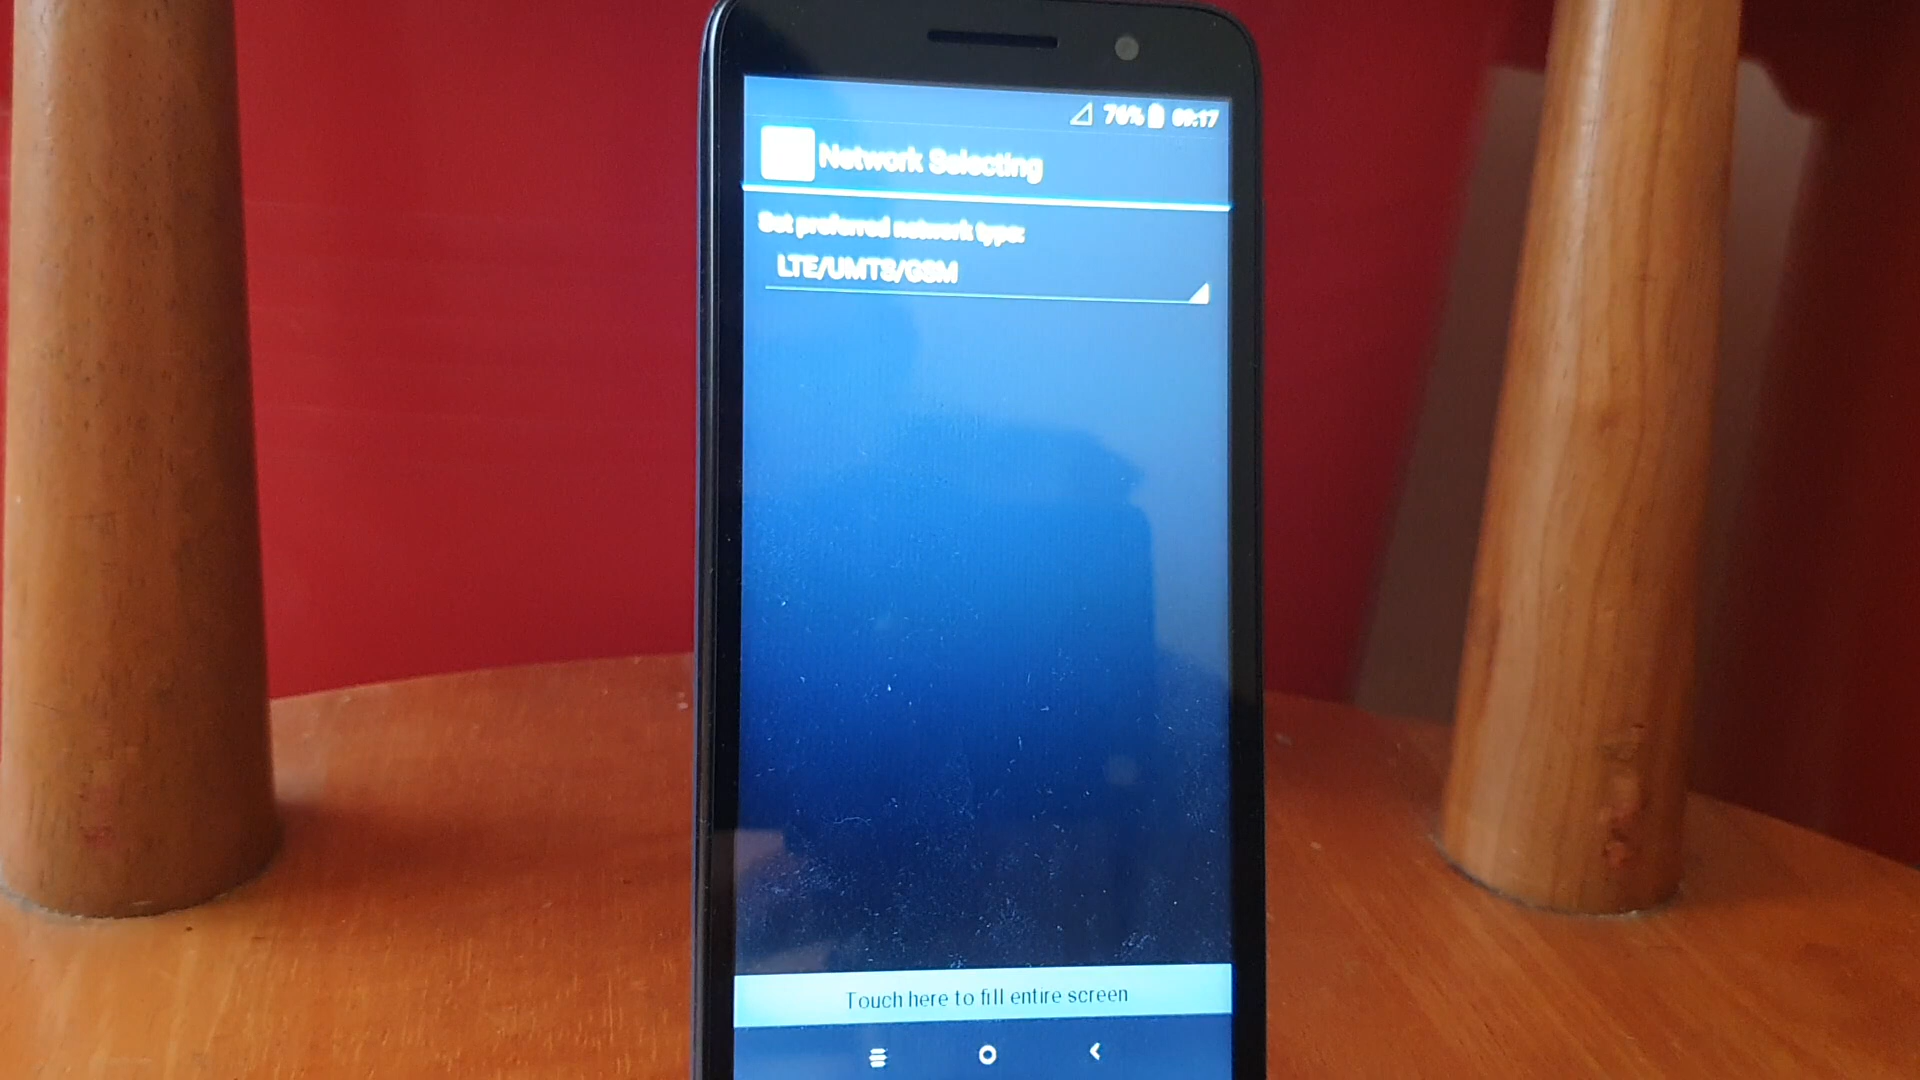 76% 09:17
Network Selecting
Set preferred network type:
LTE/UMTS/GSM
Touch here to fill entire screen